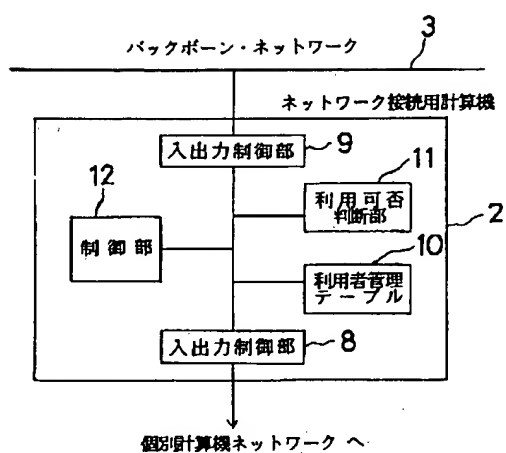 バックボーン・ネットワーク
3
ネットワーク接続用計算機
入出力制御部
9
11
12
利用可否
判断部
制御部
2
10
利用者管理
テーブル
入出力制御部
8
個別計算機ネットワークへ